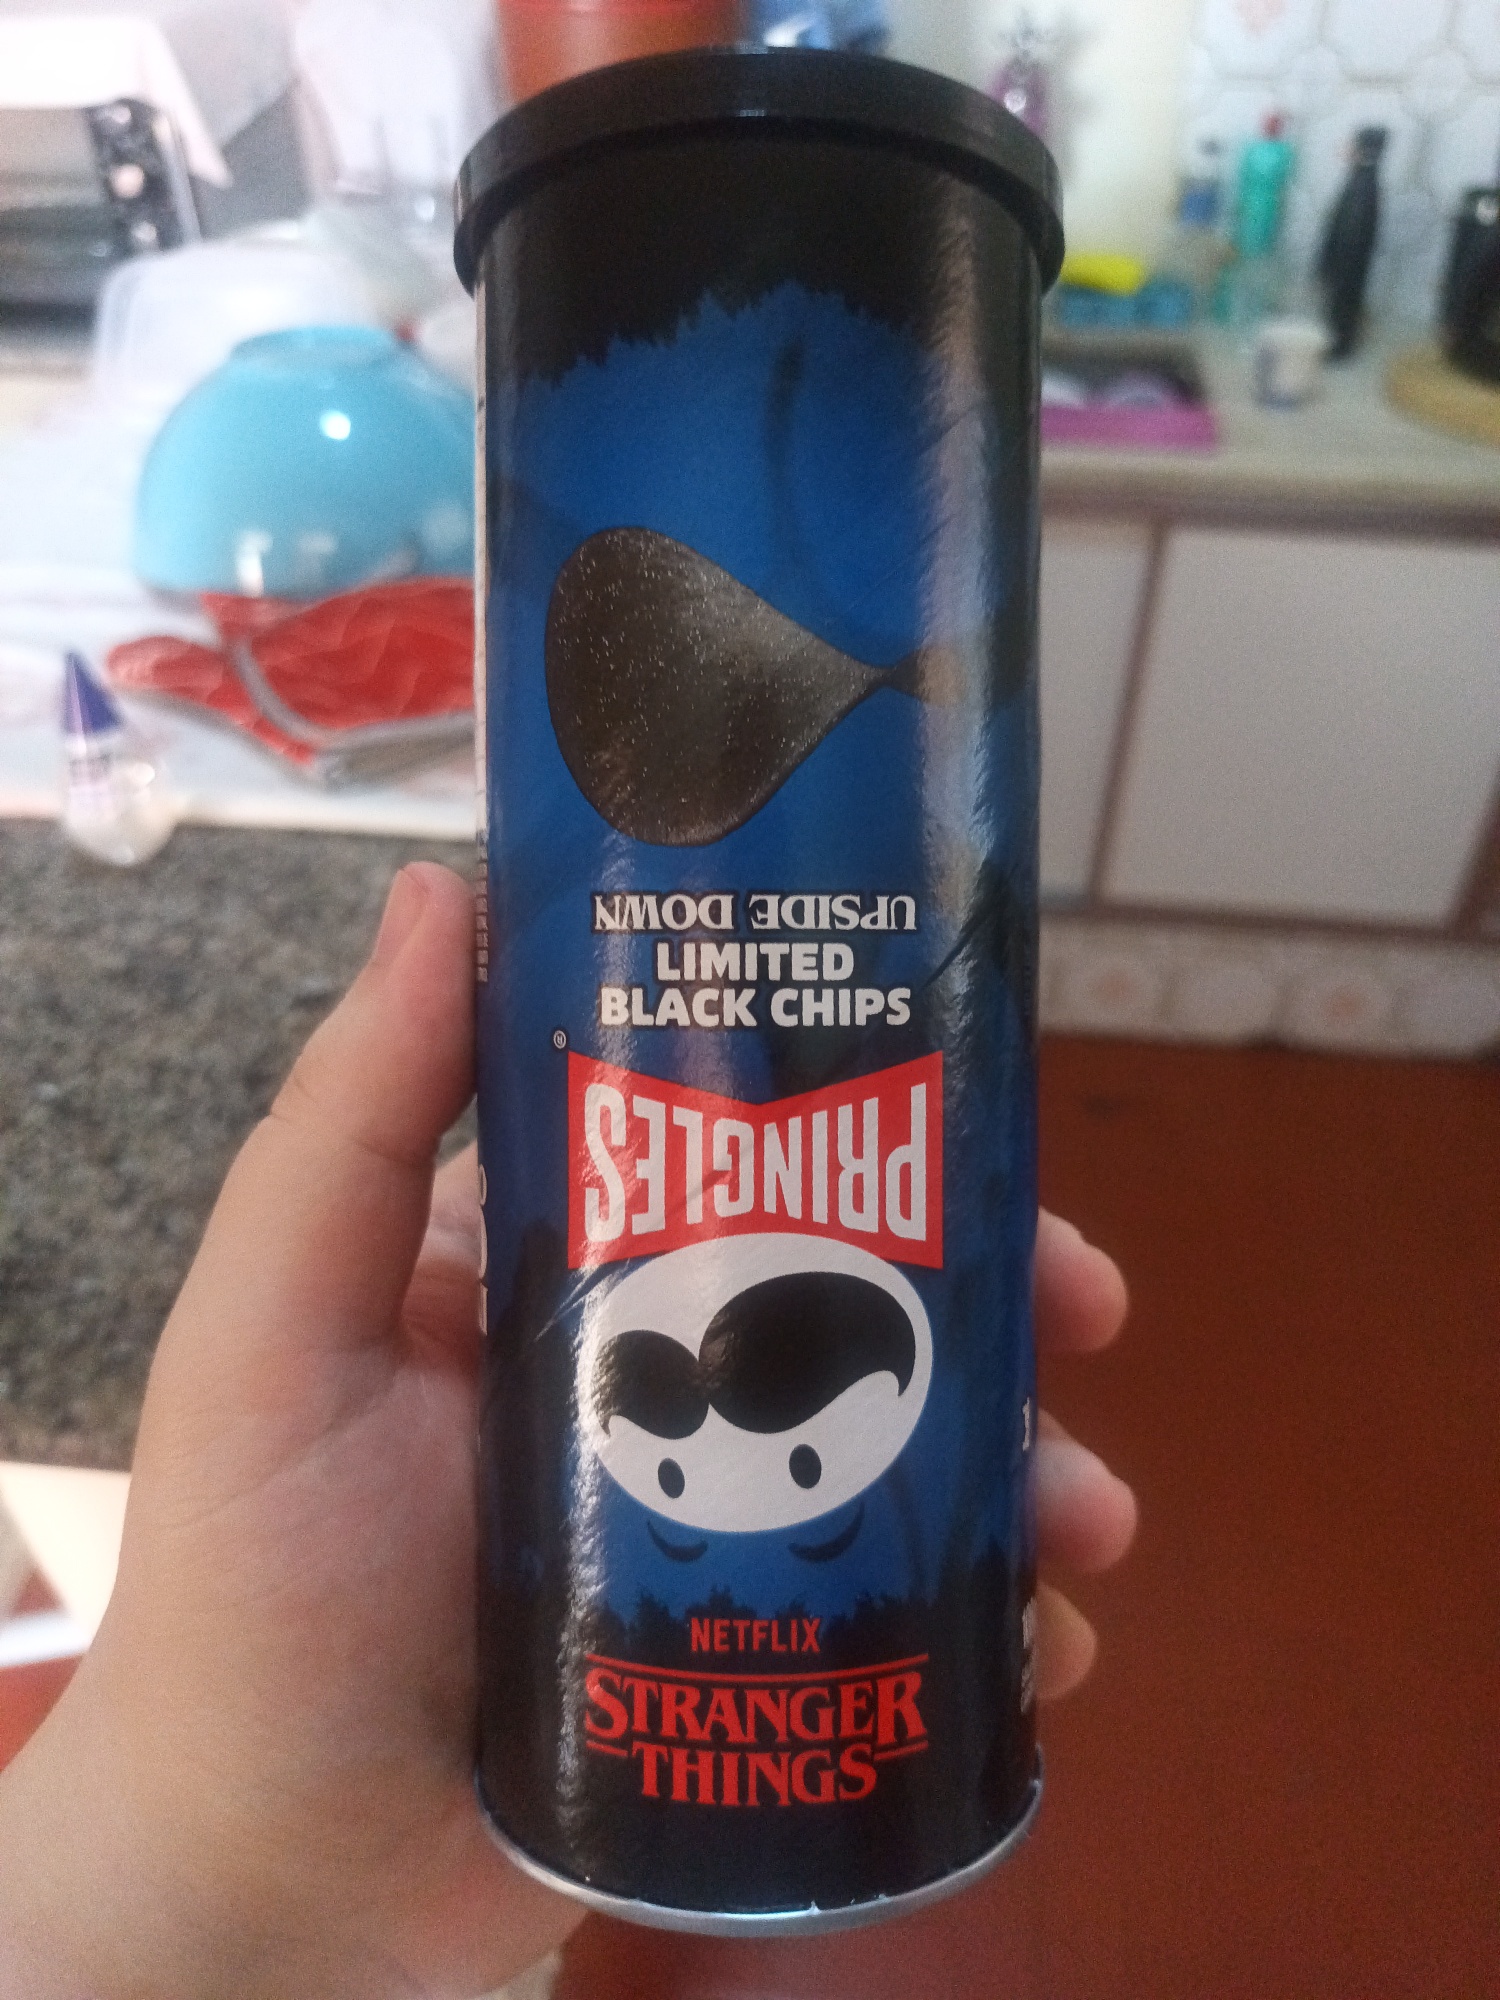 UPSIDE DOWN
LIMITED
BLACK CHIPS
®
PRINGLES
NETFLIX
STRANGER
THINGS